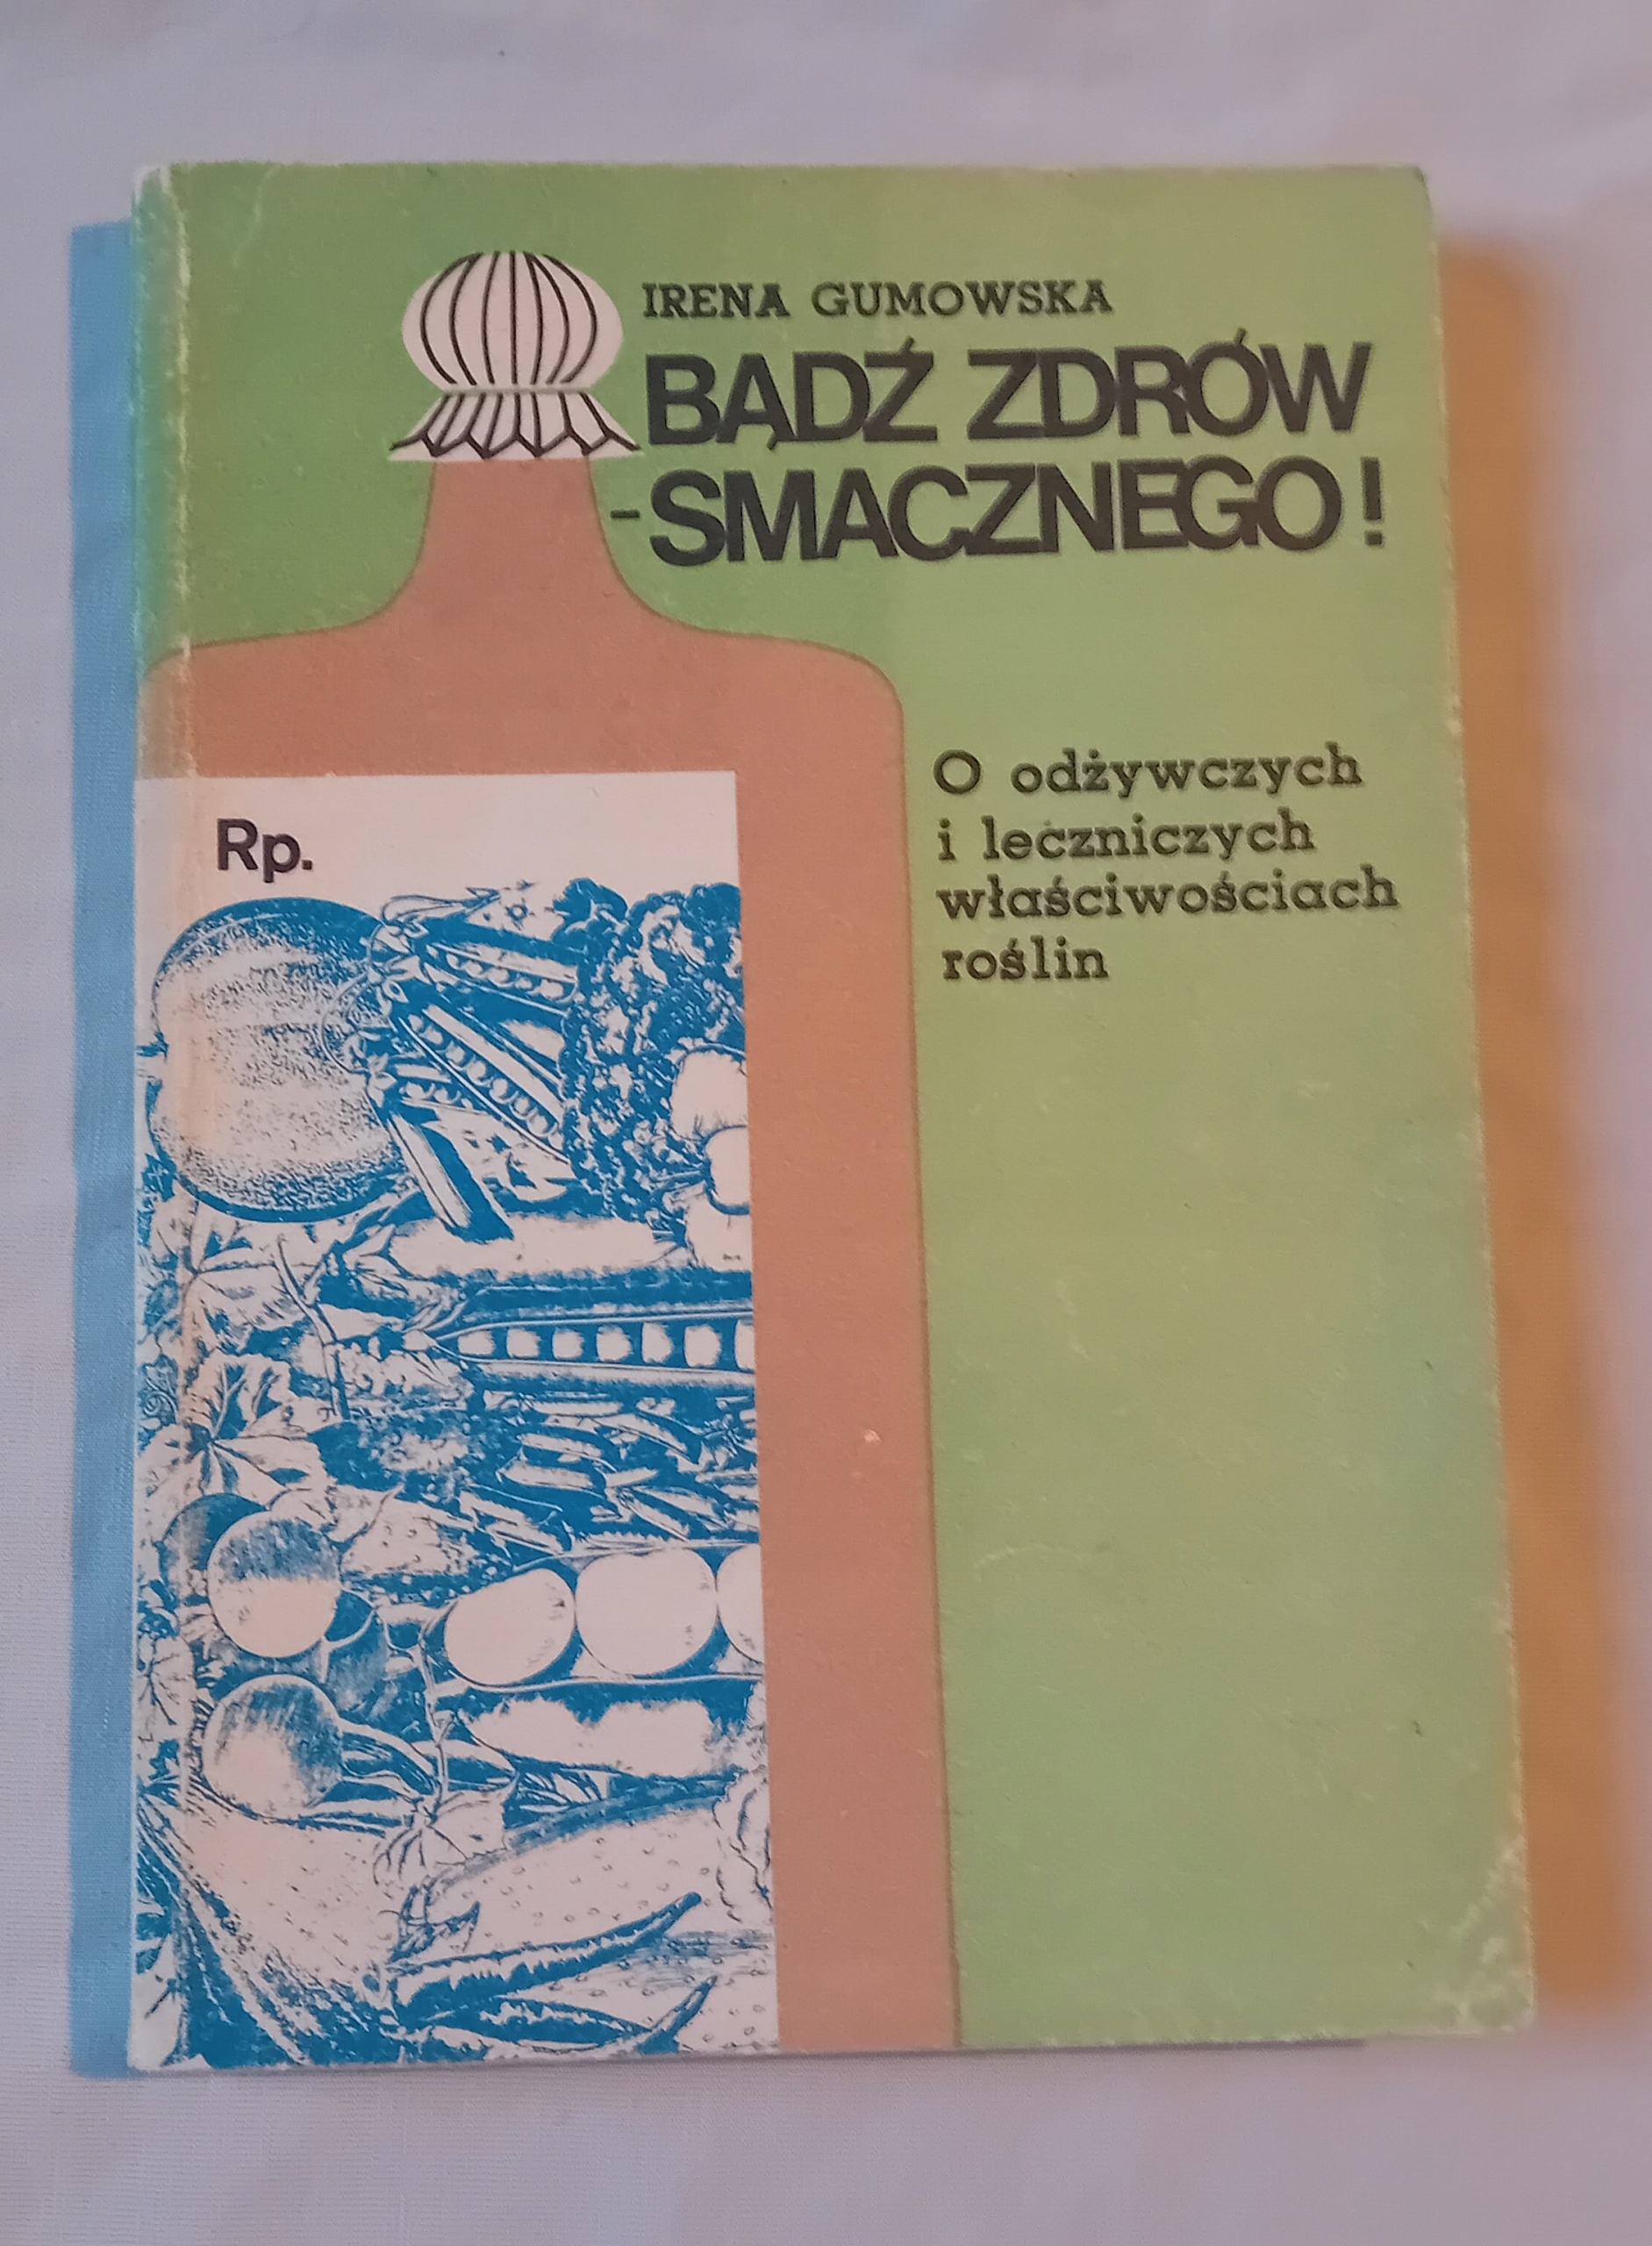 IRENA GUMOWSKA
BĄDŹ ZDRÓW
-SMACZNEGO!
O odżywczych
i leczniczych
właściwościach
roślin
Rp.